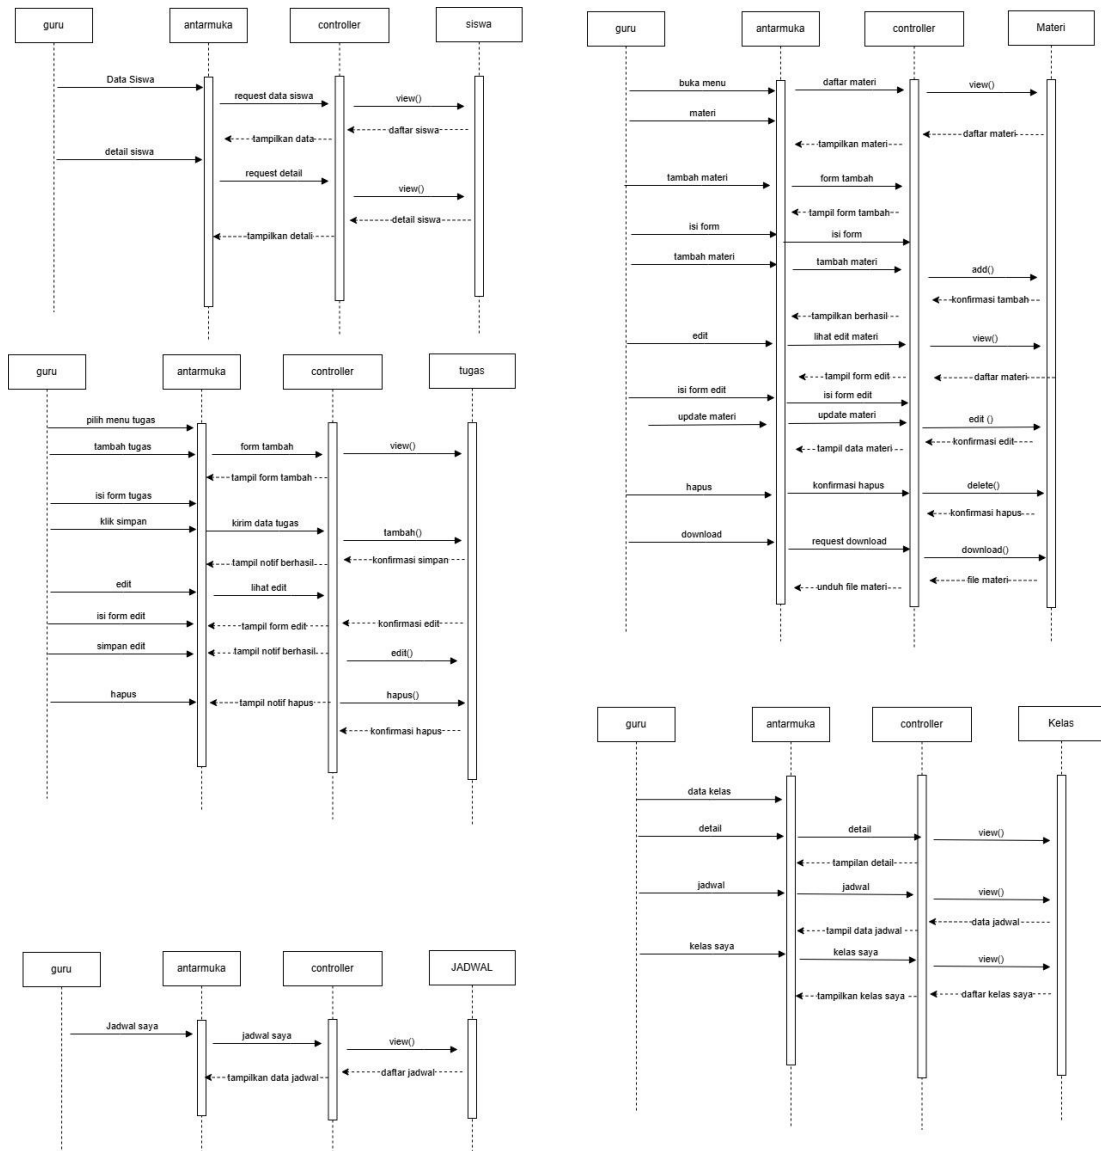 guru antarmuka controller siswa
Data Siswa
request data siswa
view()
daftar siswa
tampilkan data
detail siswa
request detail
view()
detail siswa
tampilkan detali
guru antarmuka controller Materi
buka menu daftar materi view()
materi
daftar materi
tampilkan materi
tambah materi form tambah
tampil form tambah
isi form isi form
tambah materi tambah materi
add()
konfirmasi tambah
tampilkan berhasil
edit lihat edit materi view()
tampil form edit daftar materi
isi form edit isi form edit
update materi update materi edit ()
konfirmasi edit
tampil data materi
hapus konfirmasi hapus delete()
konfirmasi hapus
download request download
download()
unduh file materi file materi
guru antarmuka controller tugas
pilih menu tugas
tambah tugas form tambah view()
tampil form tambah
isi form tugas
klik simpan kirim data tugas
tambah()
tampil notif berhasil konfirmasi simpan
edit lihat edit
isi form edit tampil form edit konfirmasi edit
simpan edit tampil notif berhasil edit()
hapus tampil notif hapus hapus()
konfirmasi hapus
guru antarmuka controller Kelas
data kelas
detail detail view()
tampilan detail
jadwal jadwal view()
data jadwal
tampil data jadwal
kelas saya kelas saya view()
tampilkan kelas saya daftar kelas saya
guru antarmuka controller JADWAL
Jadwal saya jadwal saya view()
tampilkan data jadwal daftar jadwal